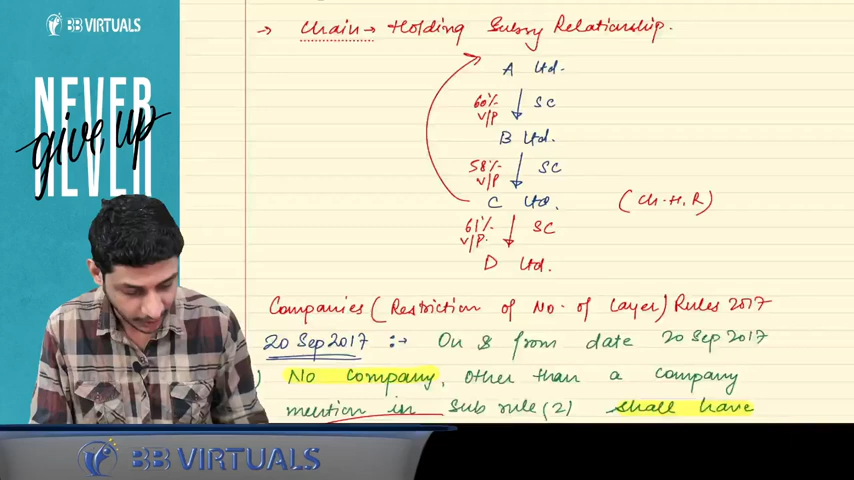 BB VIRTUALS
NEVER
give up
NEVER
→ Chain → Holding Subsy Relationship.
A Ltd.
60% v/p SC
B Ltd.
58% v/p SC
C Ltd. (Ch-H.R)
61% v/p. SC
D Ltd.
Companies (Restriction of No. of Layer) Rules 2017
20 Sep 2017 :→ On & from date 20 Sep 2017
) No company, other than a company
mention in sub rule (2) shall have
BB VIRTUALS